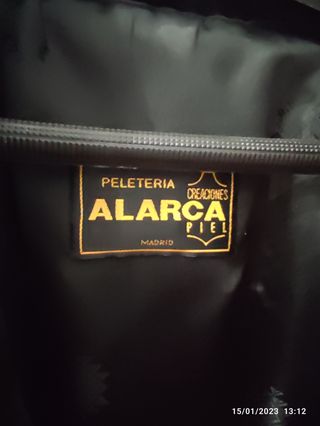 PELETERIA
CREACIONES
ALARCA
PIEL
MADRID
15/01/2023 13:12